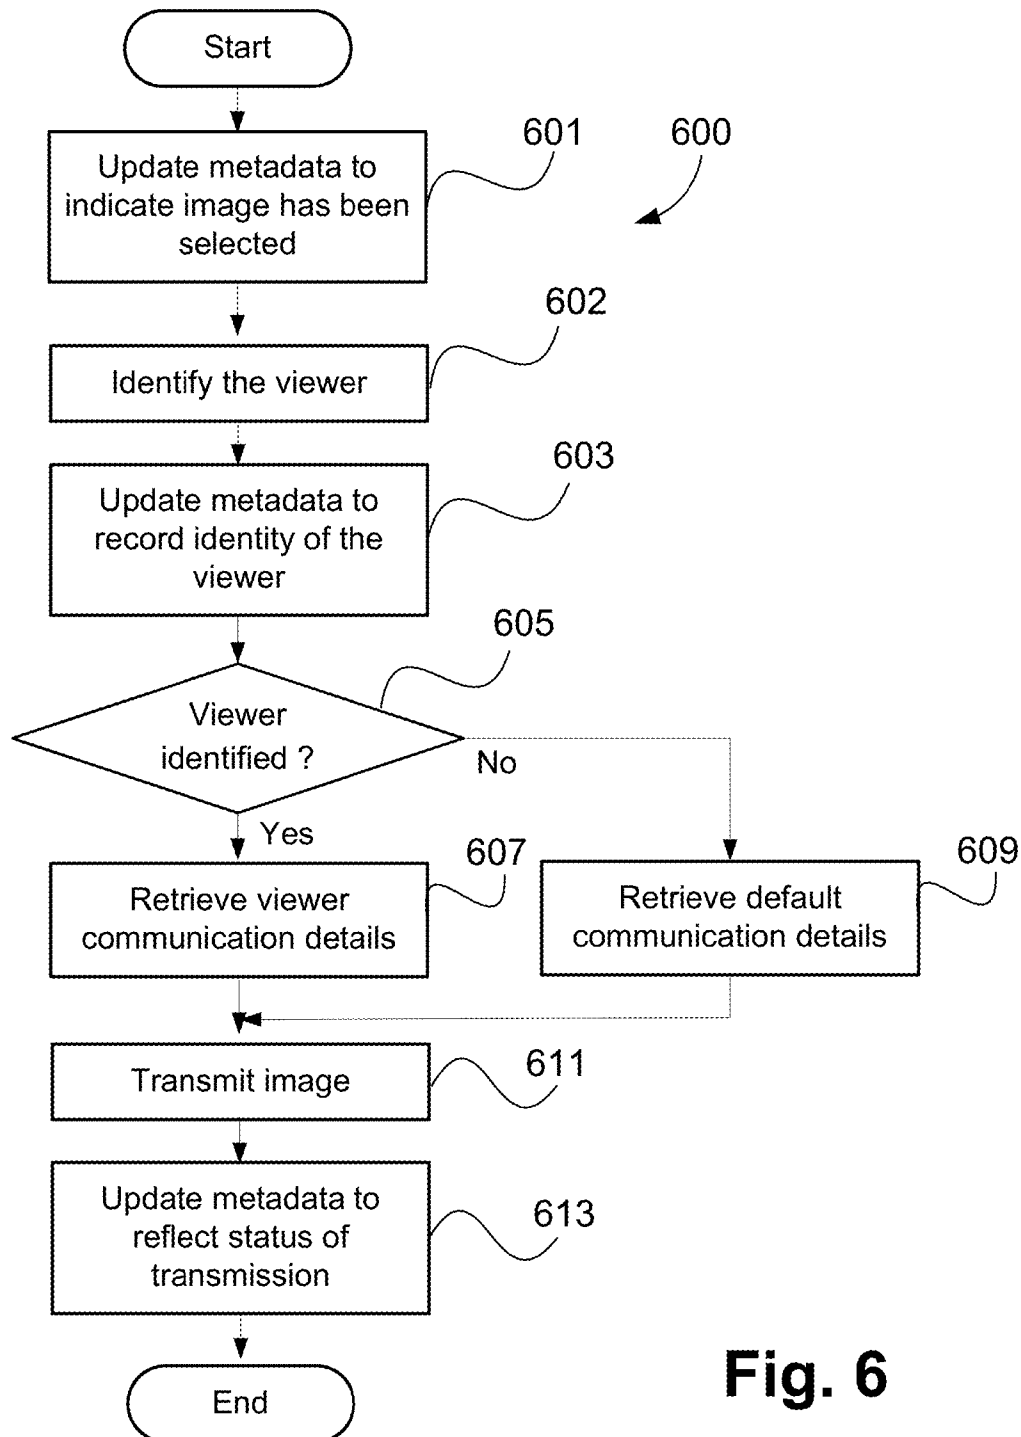 Start
601
600
Update metadata to
indicate image has been
selected
602
Identify the viewer
603
Update metadata to
record identity of the
viewer
605
Viewer
identified ?
No
Yes
607
609
Retrieve viewer
communication details
Retrieve default
communication details
611
Transmit image
613
Update metadata to
reflect status of
transmission
End
Fig. 6